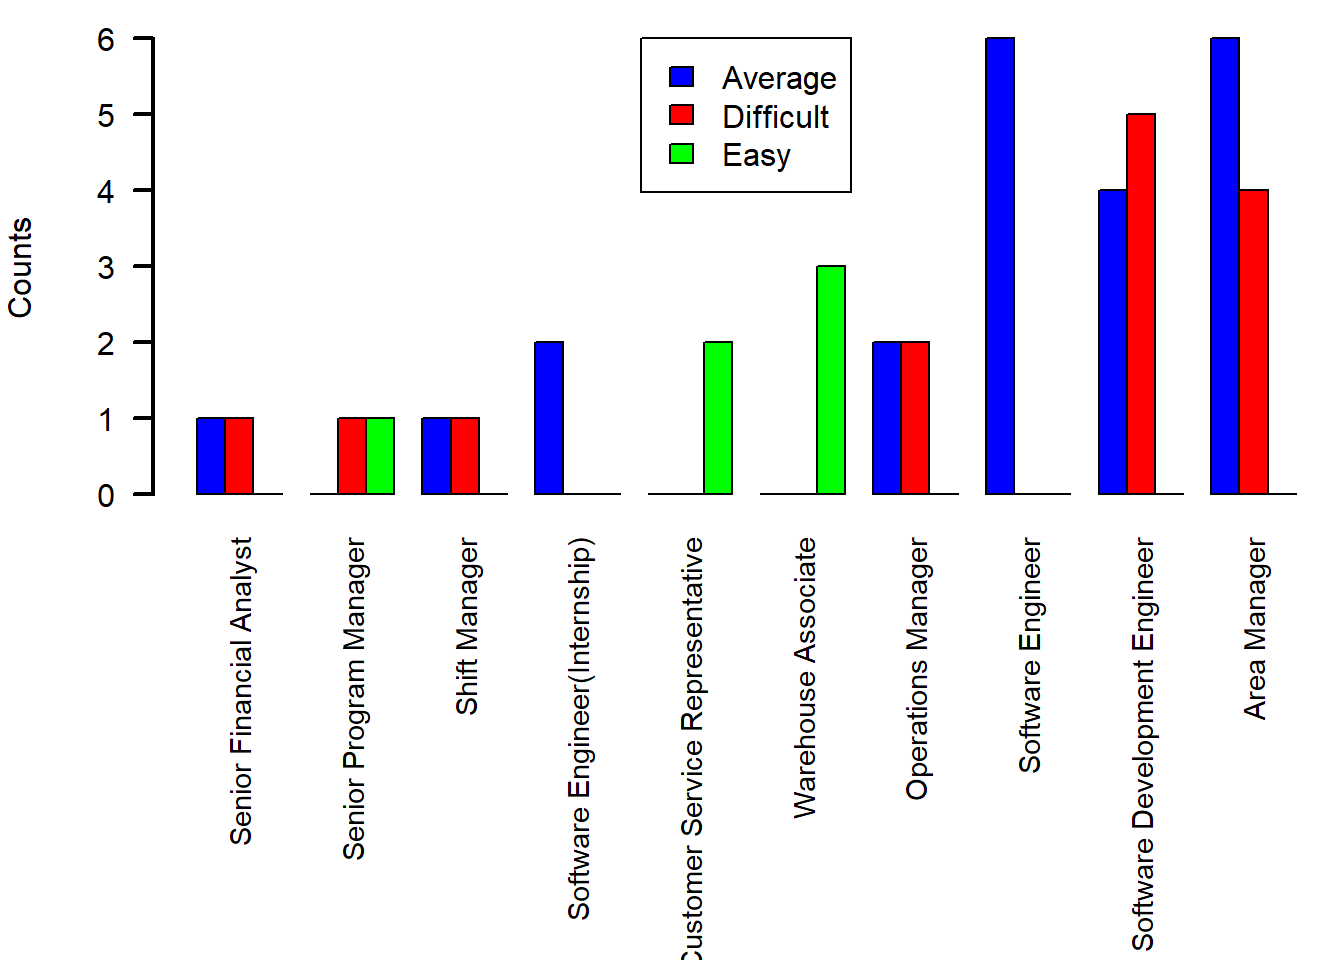 6
5
4
3
2
1
0
Counts
Average
Difficult
Easy
Senior Financial Analyst
Senior Program Manager
Shift Manager
Software Engineer(Internship)
Customer Service Representative
Warehouse Associate
Operations Manager
Software Engineer
Software Development Engineer
Area Manager